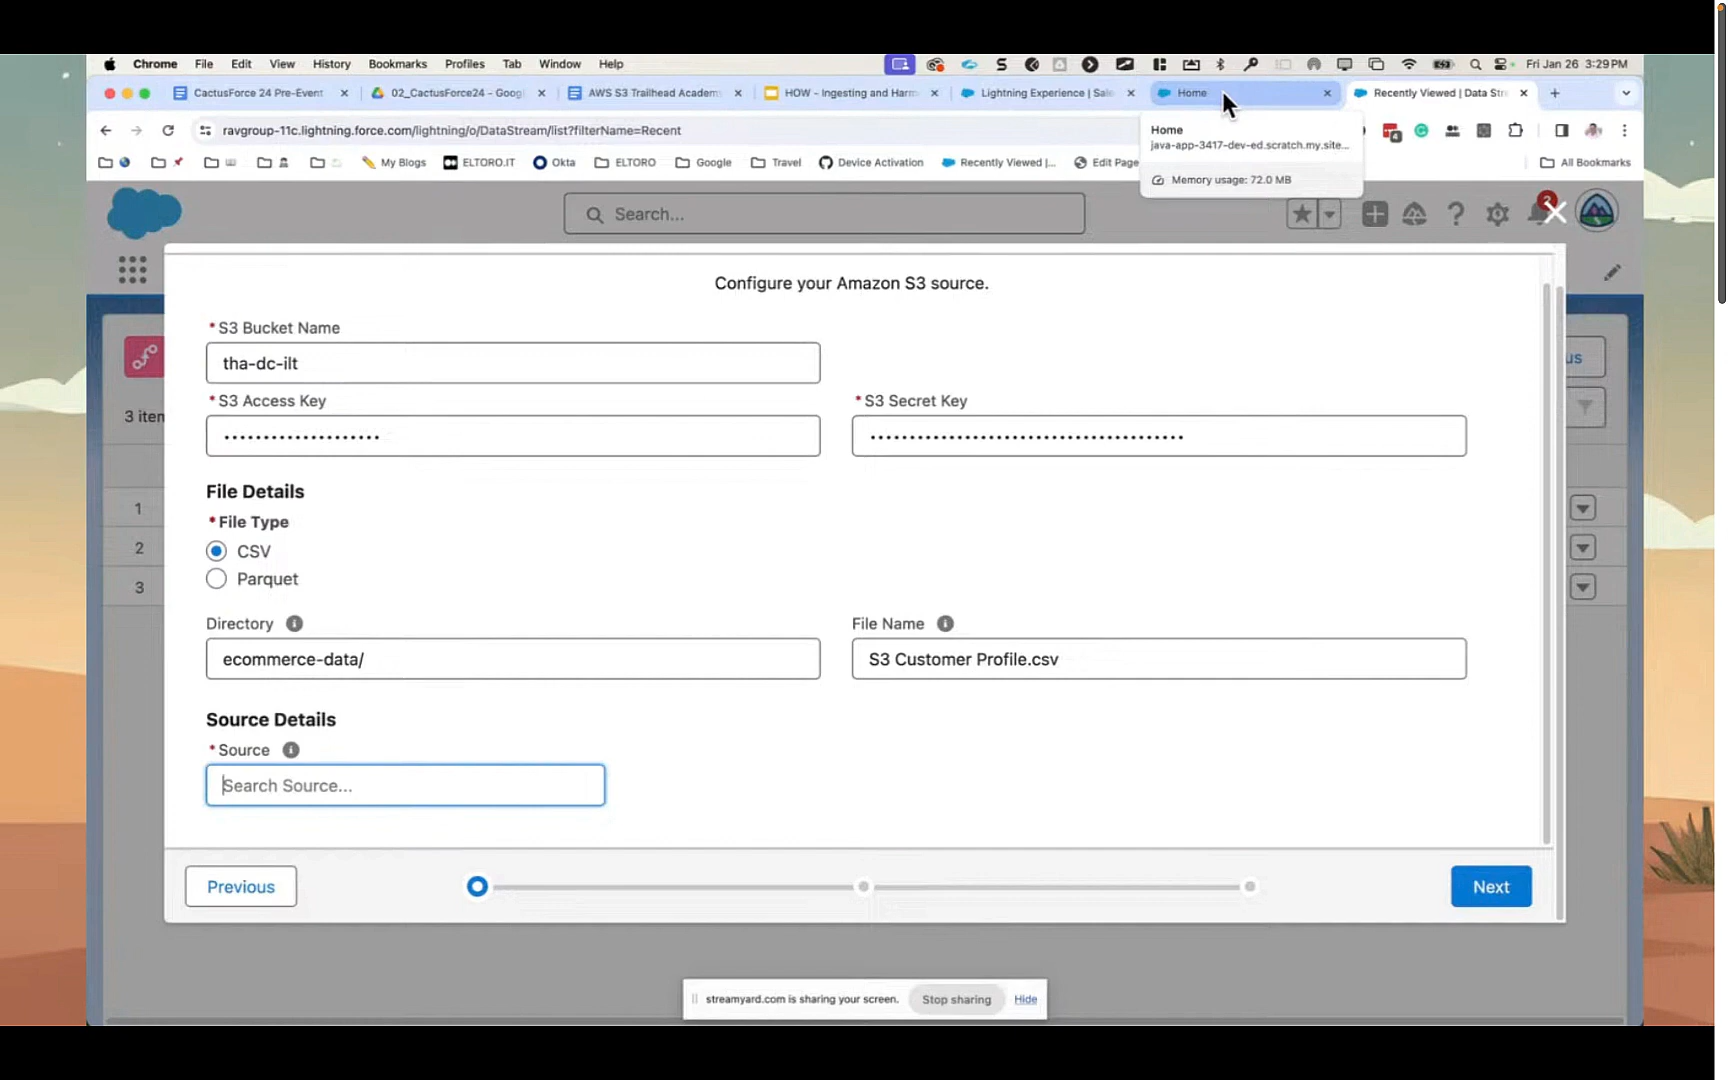 Chrome File Edit View History Bookmarks Profiles Tab Window Help Fri Jan 26 3:29 PM
CactusForce 24 Pre-Event 02_CactusForce24 - Googl AWS S3 Trailhead Academ HOW - Ingesting and Harm Lightning Experience | Sale Home Recently Viewed | Data Stre
ravgroup-11c.lightning.force.com/lightning/o/DataStream/list?filterName=Recent
Home
java-app-3417-dev-ed.scratch.my.site...
Memory usage: 72.0 MB
My Blogs ELTORO.IT Okta ELTORO Google Travel Device Activation Recently Viewed |... Edit Page All Bookmarks
Search...
2
4
Configure your Amazon S3 source.
*S3 Bucket Name
tha-dc-ilt
*S3 Access Key *S3 Secret Key
•••••••••••••••••••• ••••••••••••••••••••••••••••••••••••••••
3 item
us
1
2
3
File Details
*File Type
CSV
Parquet
Directory File Name
ecommerce-data/ S3 Customer Profile.csv
Source Details
*Source
Search Source...
Previous Next
streamyard.com is sharing your screen. Stop sharing Hide